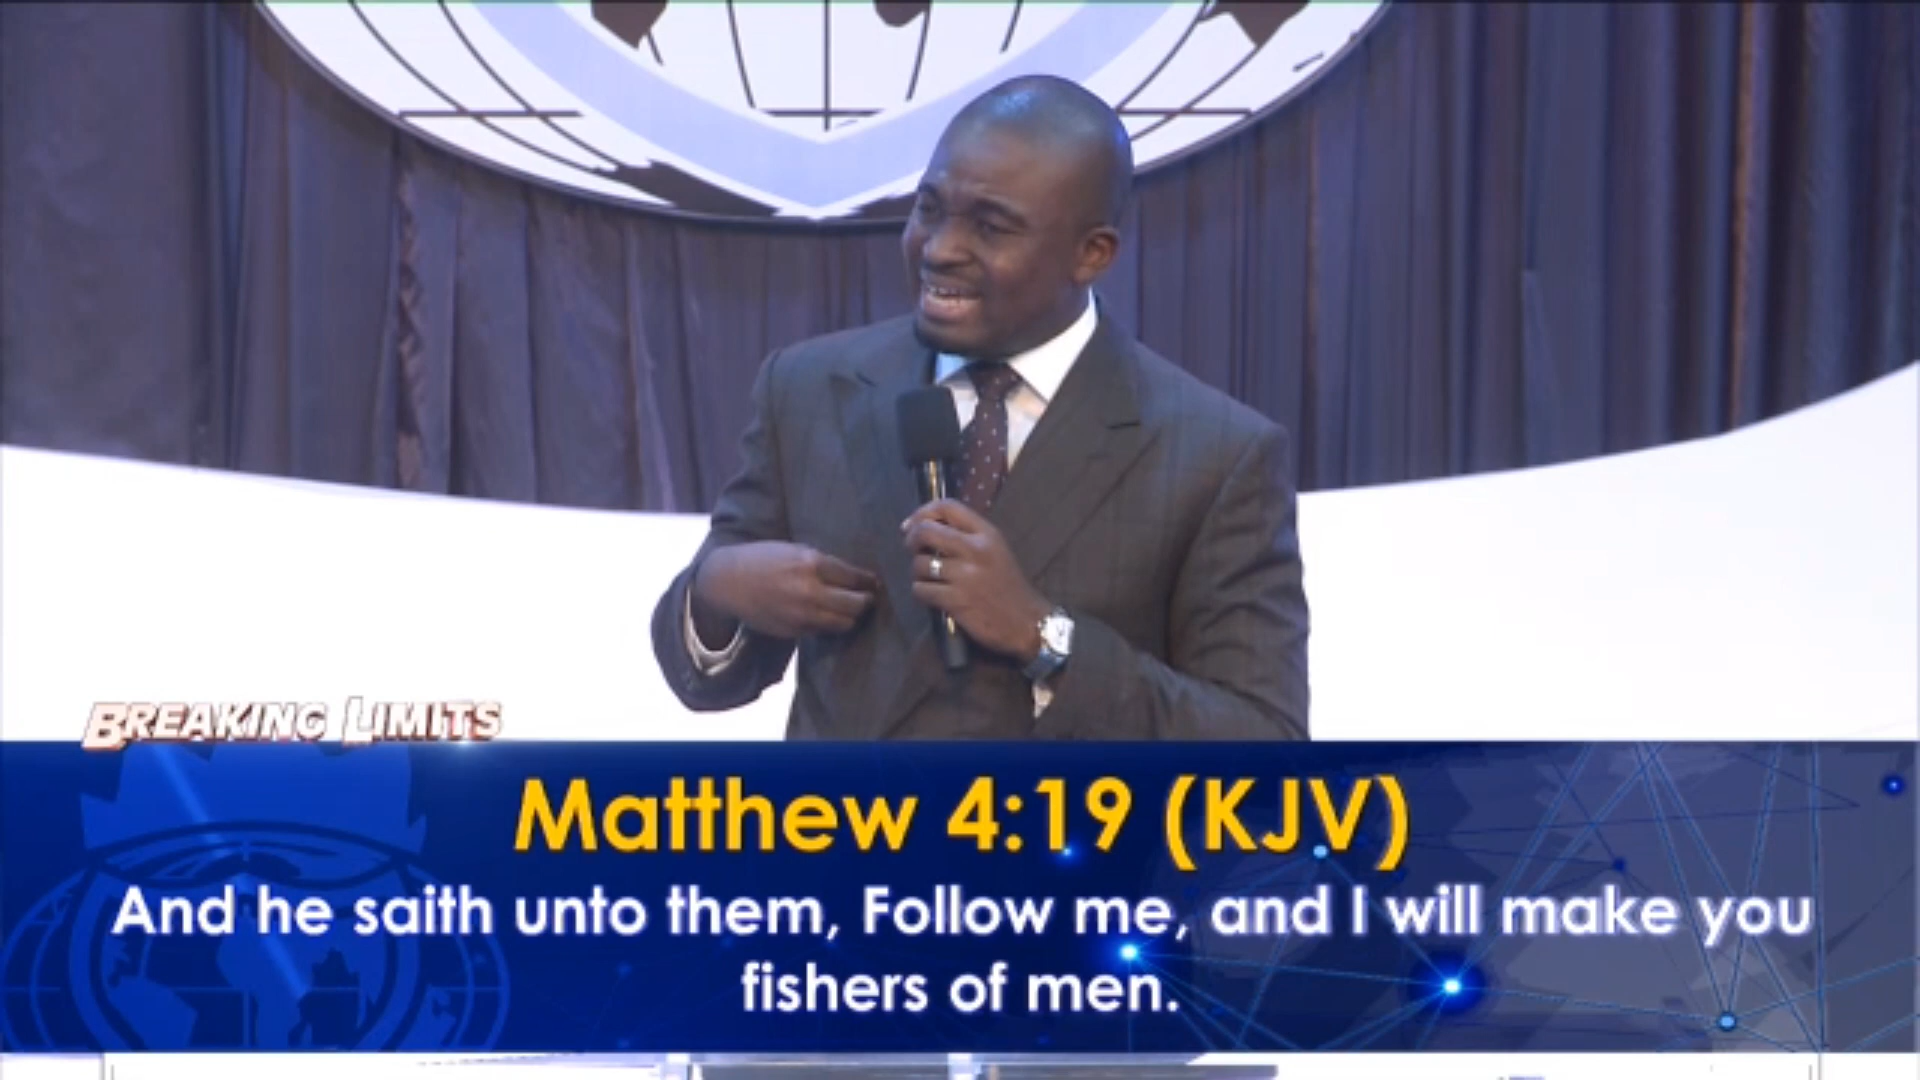 BREAKING LIMITS
Matthew 4:19 (KJV)
And he saith unto them, Follow me, and I will make you
fishers of men.